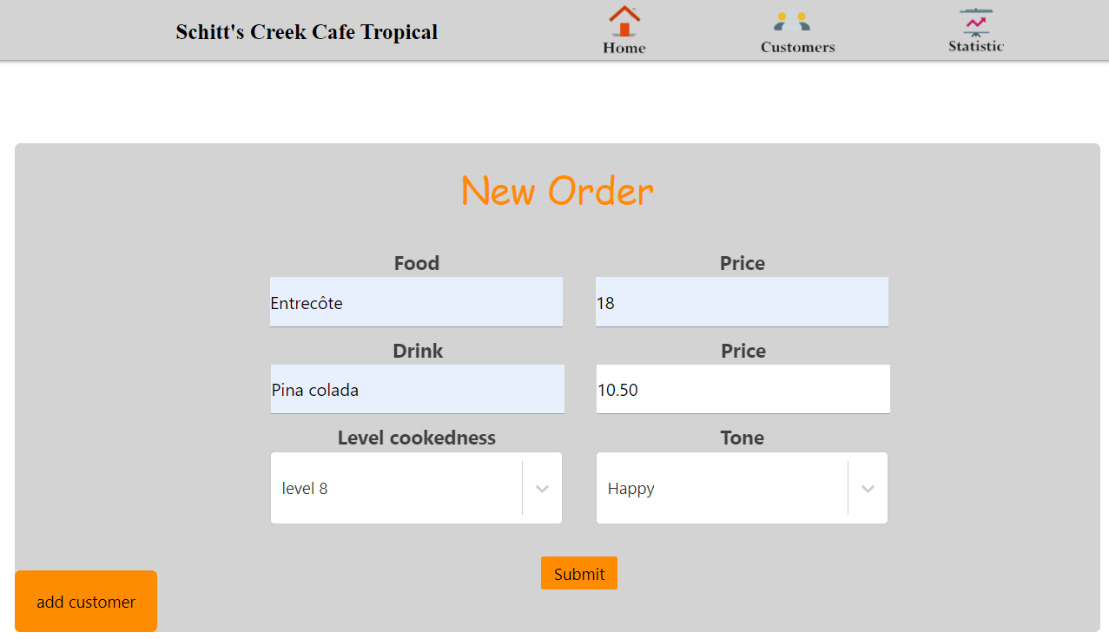 Schitt's Creek Cafe Tropical
Home
Customers
Statistic
New Order
Food
Price
Entrecôte
18
Drink
Price
Pina colada
10.50
Level cookedness
Tone
level 8
Happy
Submit
add customer